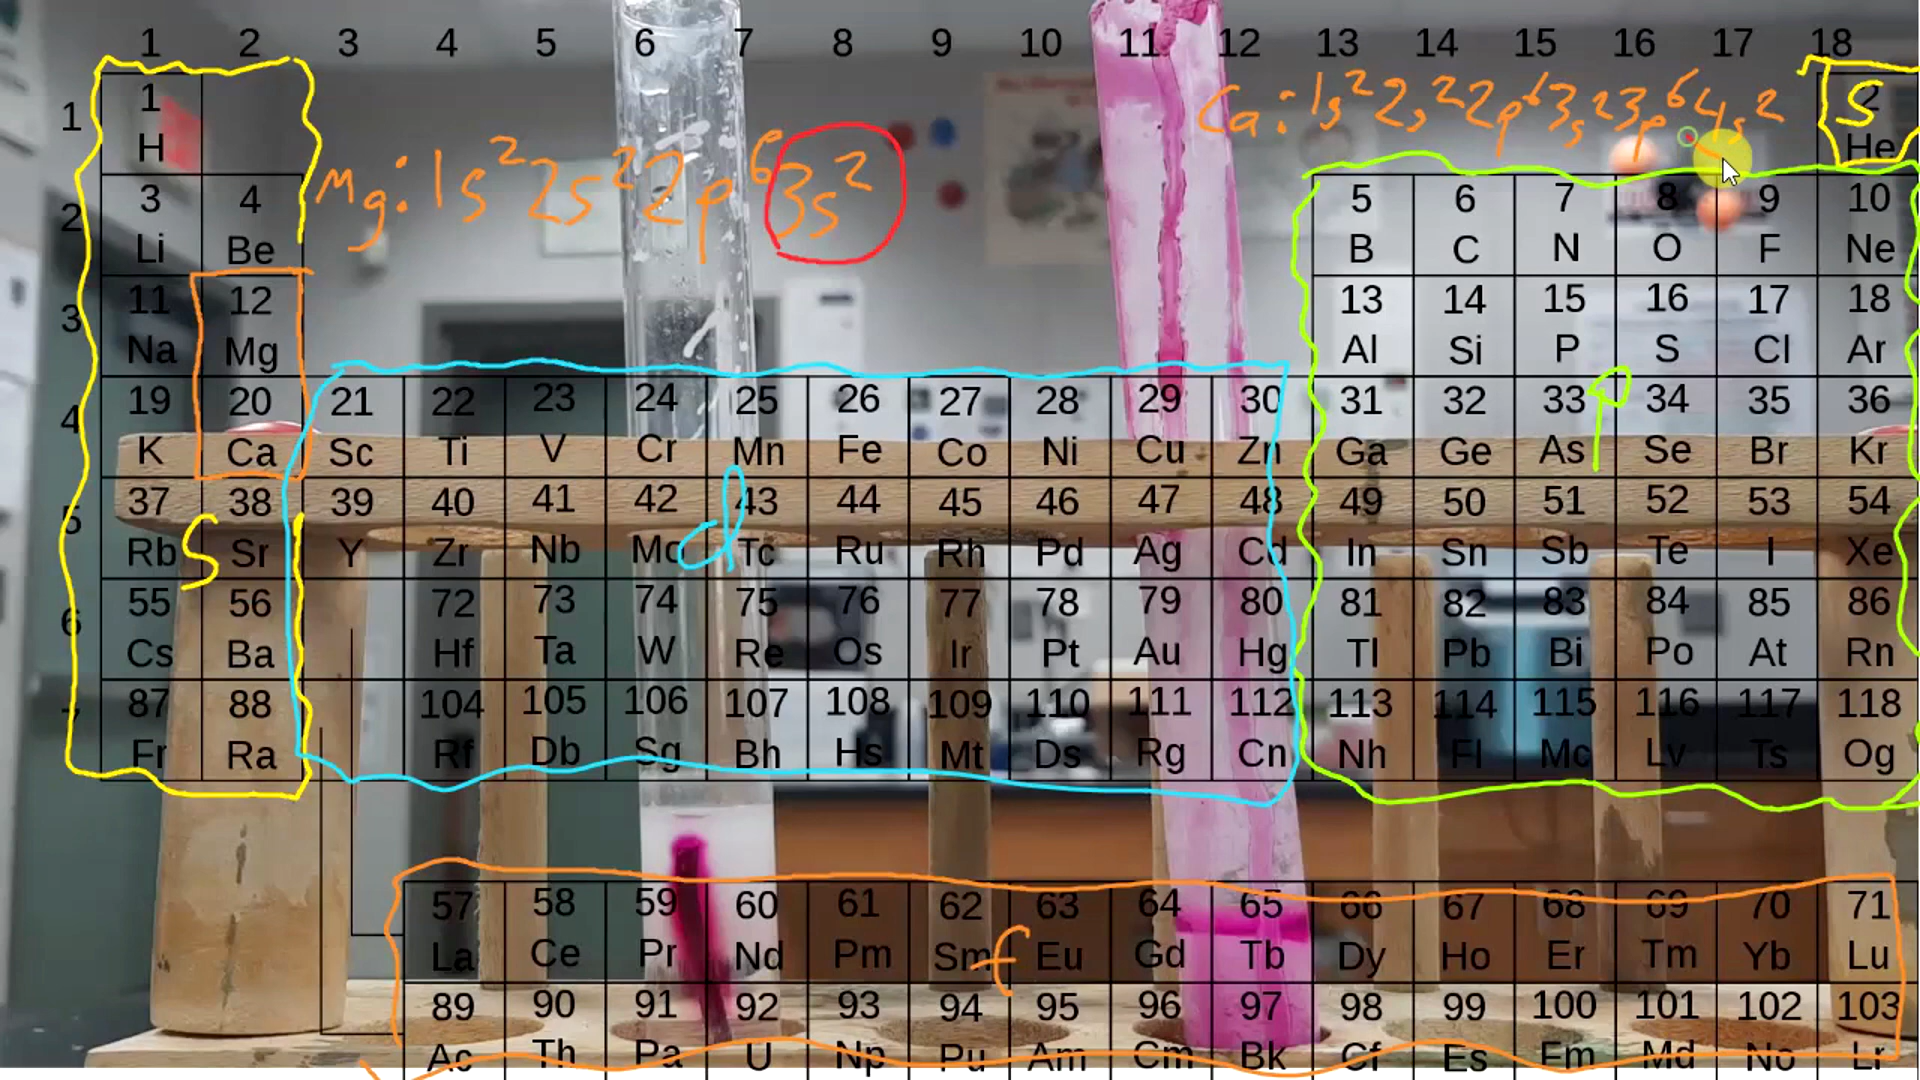 1 2 3 4 5 6 7 8 9 10 11 12 13 14 15 16 17 18
Ca: 1s² 2s² 2p⁶ 3s² 3p⁶ 4s²
1 1 2 S
H He
Mg: 1s² 2s² 2p⁶ 3s²
2 3 4 5 6 7 8 9 10
Li Be B C N O F Ne
3 11 12 13 14 15 16 17 18
Na Mg Al Si P S Cl Ar
4 19 20 21 22 23 24 25 26 27 28 29 30 31 32 33 P 34 35 36
K Ca Sc Ti V Cr Mn Fe Co Ni Cu Zn Ga Ge As Se Br Kr
5 37 38 39 40 41 42 43 44 45 46 47 48 49 50 51 52 53 54
Rb S Sr Y Zr Nb Mo d Tc Ru Rh Pd Ag Cd In Sn Sb Te I Xe
6 55 56 72 73 74 75 76 77 78 79 80 81 82 83 84 85 86
Cs Ba Hf Ta W Re Os Ir Pt Au Hg Tl Pb Bi Po At Rn
7 87 88 104 105 106 107 108 109 110 111 112 113 114 115 116 117 118
Fr Ra Rf Db Sg Bh Hs Mt Ds Rg Cn Nh Fl Mc Lv Ts Og
57 58 59 60 61 62 63 64 65 66 67 68 69 70 71
La Ce Pr Nd Pm Sm f Eu Gd Tb Dy Ho Er Tm Yb Lu
89 90 91 92 93 94 95 96 97 98 99 100 101 102 103
Ac Th Pa U Np Pu Am Cm Bk Cf Es Fm Md No Lr